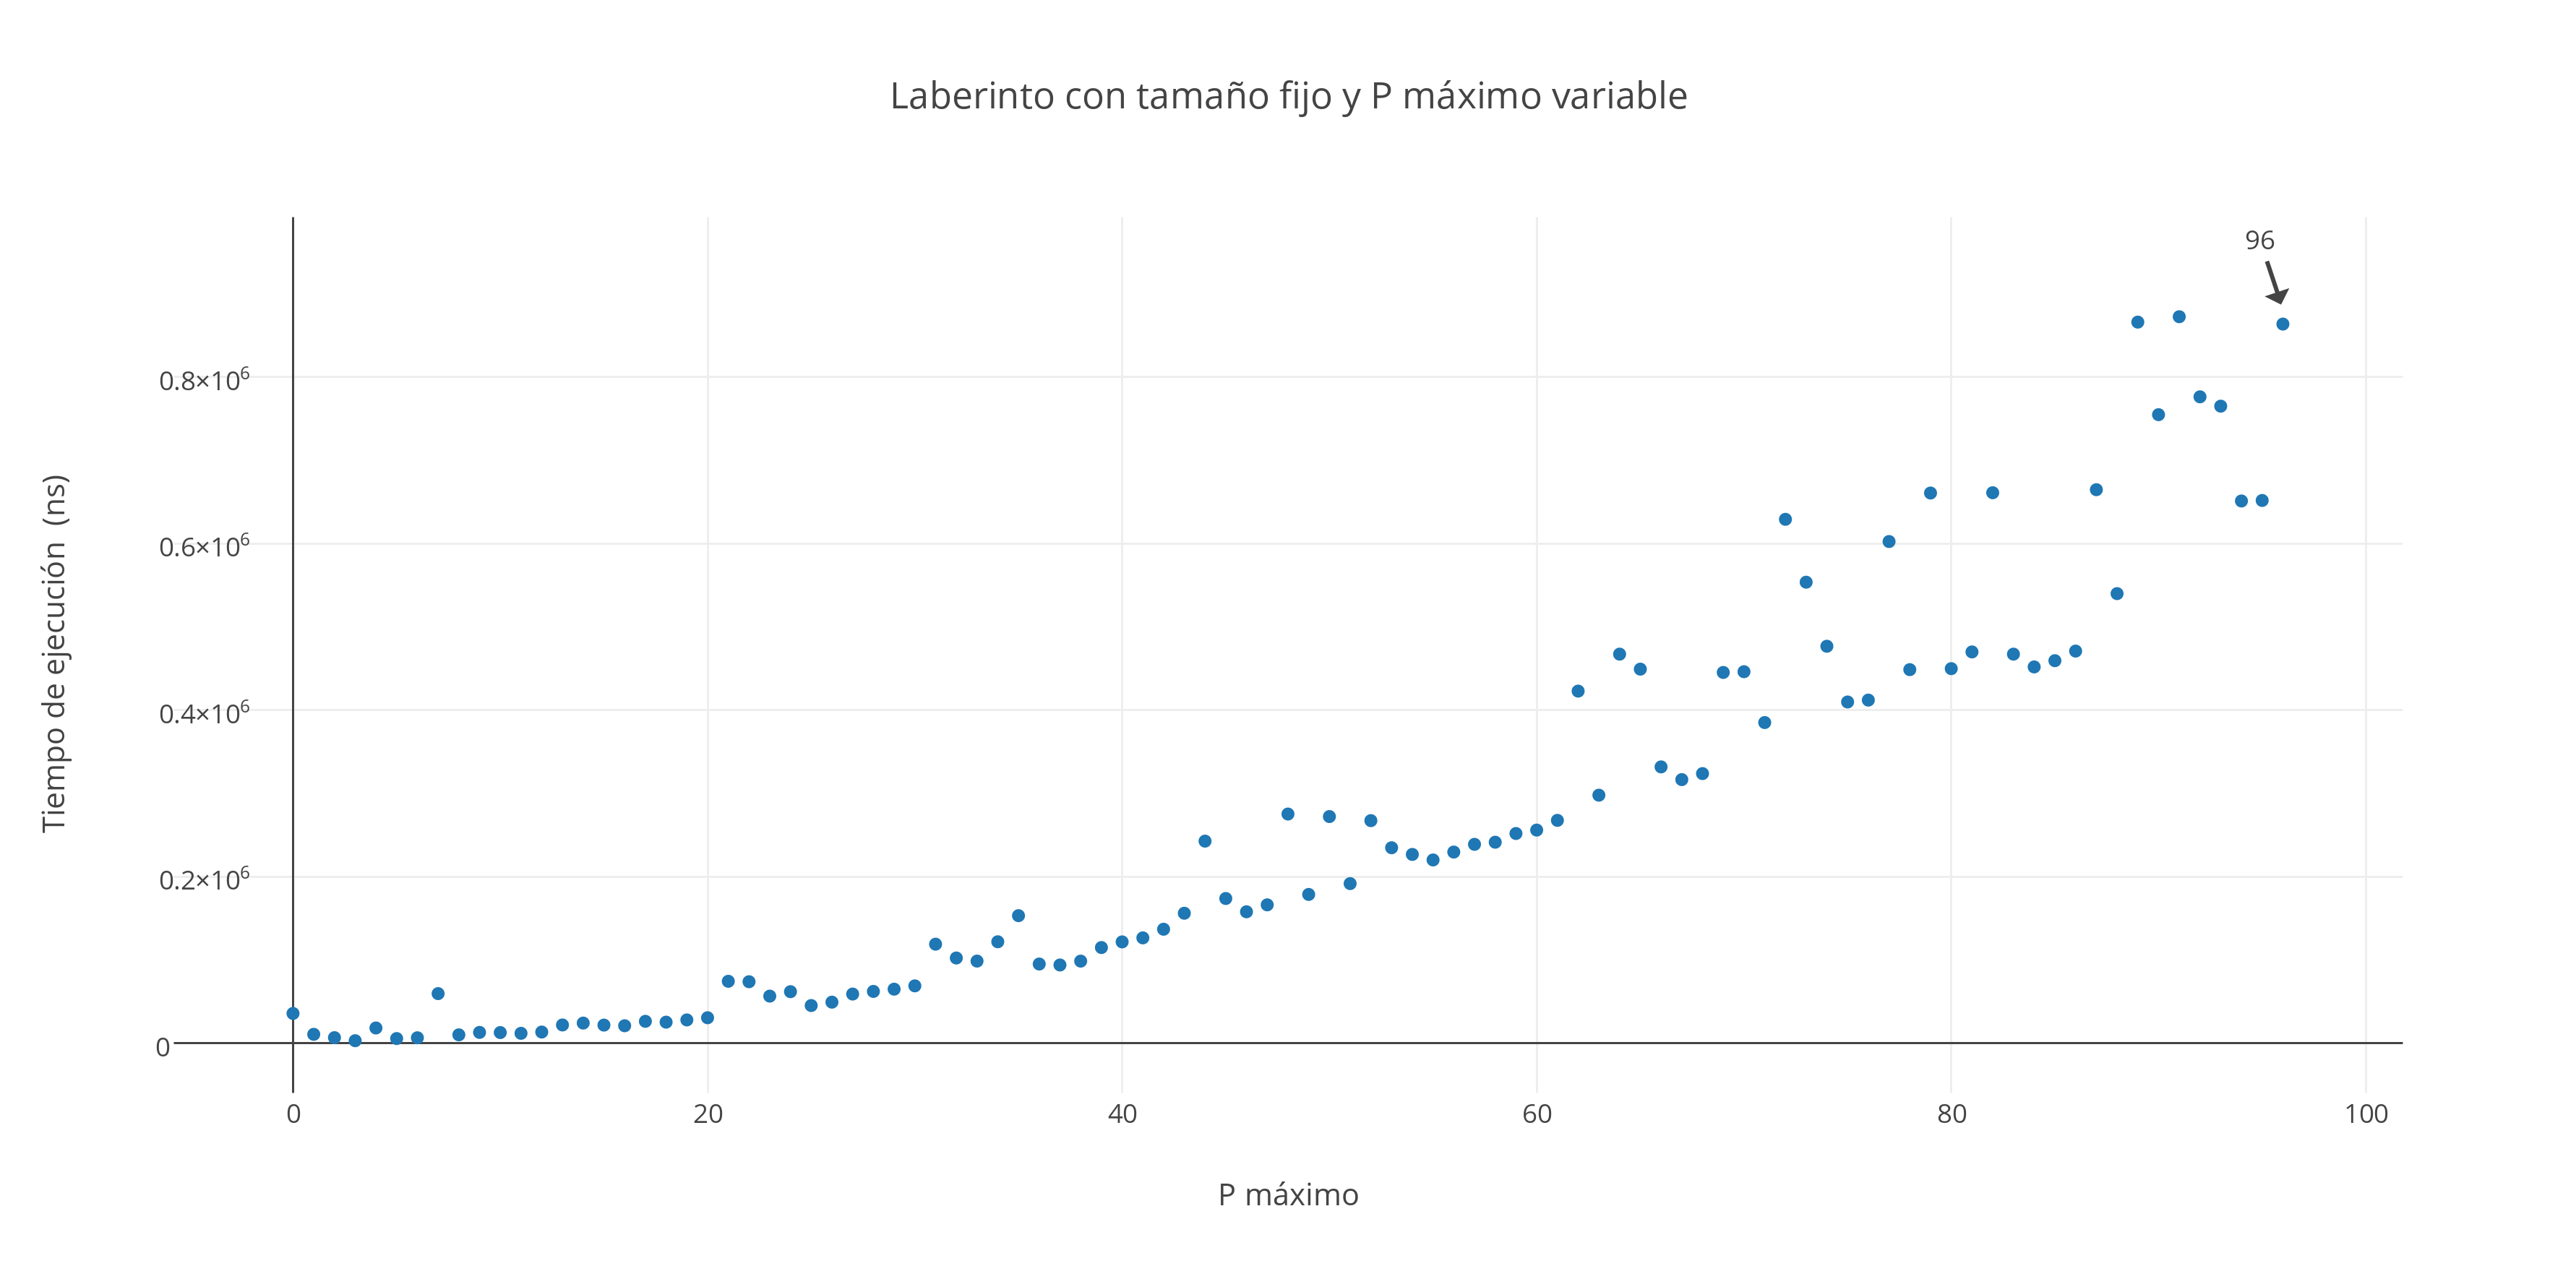 Laberinto con tamaño fijo y P máximo variable
96
0.8×10⁶
0.6×10⁶
0.4×10⁶
0.2×10⁶
0
Tiempo de ejecución (ns)
0 20 40 60 80 100
P máximo